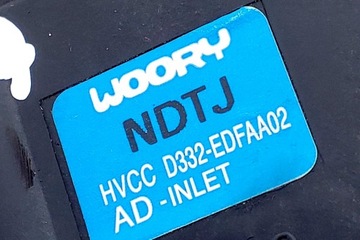 WOORY
NDTJ
HVCC D332-EDFAA02
AD-INLET